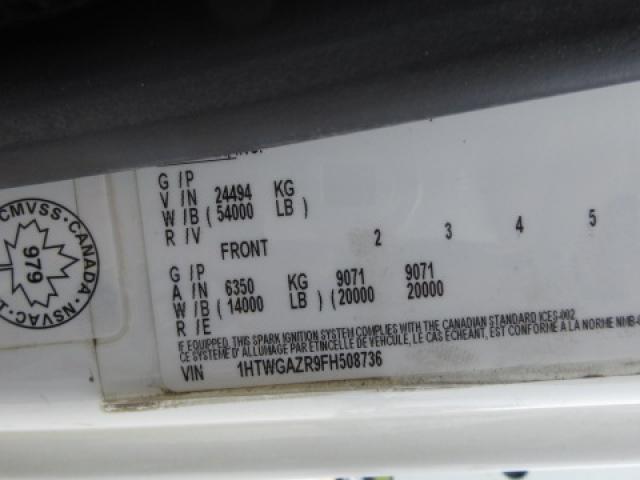 INC.
G /P
V /N 24494 KG
W /B ( 54000 LB )
R /V
FRONT 2 3 4 5
G /P
A /N 6350 KG 9071 9071
W /B ( 14000 LB ) (20000 20000
R /E
IF EQUIPPED, THIS SPARK IGNITION SYSTEM COMPLIES WITH THE CANADIAN STANDARD ICES-002
CE SYSTEME D'ALLUMAGE PAR ETINCELLE DE VEHICULE, LE CAS ECHEANT, EST CONFORME A LA NORME NMB-0
VIN 1HTWGAZR9FH508736
CMVSS-CANADA-NSVAC
979